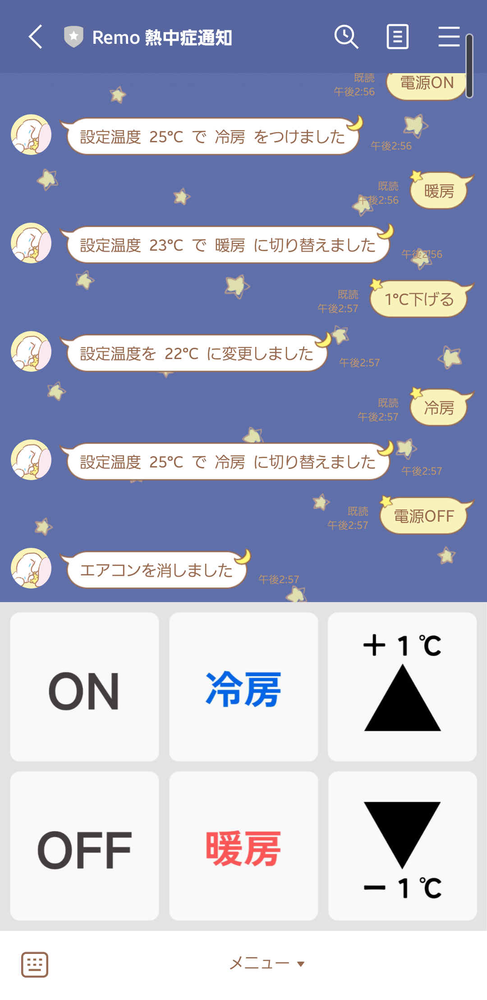 Remo 熱中症通知
電源ON
既読
午後2:56
設定温度 25°C で 冷房 をつけました
午後2:56
暖房
既読
午後2:56
設定温度 23°C で 暖房 に切り替えました
午後2:56
1°C下げる
既読
午後2:57
設定温度を 22°C に変更しました
午後2:57
冷房
既読
午後2:57
設定温度 25°C で 冷房 に切り替えました
午後2:57
電源OFF
既読
午後2:57
エアコンを消しました
午後2:57
ON
冷房
＋1℃
OFF
暖房
－1℃
メニュー